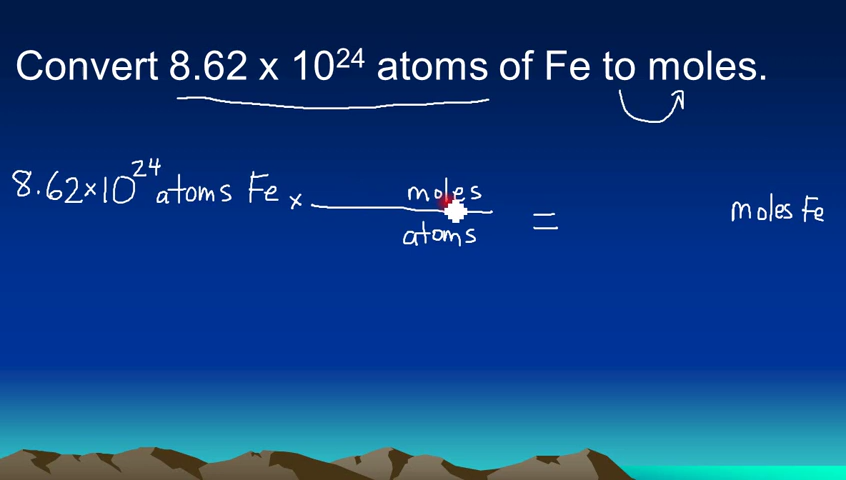 Convert 8.62 x 10²⁴ atoms of Fe to moles.
8.62×10²⁴ atoms Fe × moles / atoms = moles Fe